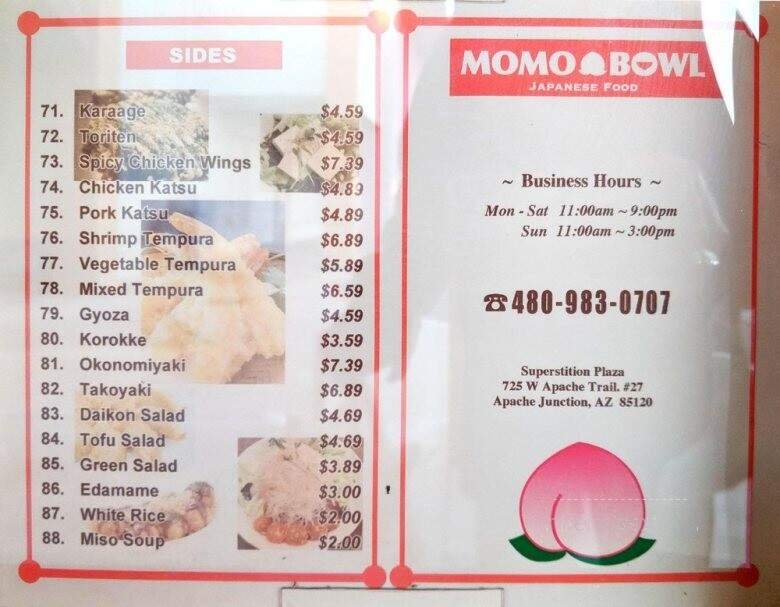 SIDES
71. Karaage $4.59
72. Toriten $4.59
73. Spicy Chicken Wings $7.39
74. Chicken Katsu $4.89
75. Pork Katsu $4.89
76. Shrimp Tempura $6.89
77. Vegetable Tempura $5.89
78. Mixed Tempura $6.59
79. Gyoza $4.59
80. Korokke $3.59
81. Okonomiyaki $7.39
82. Takoyaki $6.89
83. Daikon Salad $4.69
84. Tofu Salad $4.69
85. Green Salad $3.89
86. Edamame $3.00
87. White Rice $2.00
88. Miso Soup $2.00
MOMO BOWL
JAPANESE FOOD
~ Business Hours ~
Mon - Sat 11:00am ~ 9:00pm
Sun 11:00am ~ 3:00pm
☎480-983-0707
Superstition Plaza
725 W Apache Trail. #27
Apache Junction, AZ 85120